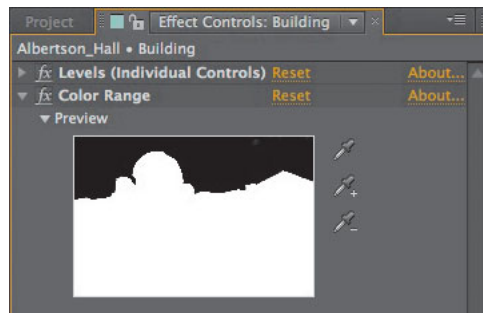 Project Effect Controls: Building
Albertson_Hall • Building
fx Levels (Individual Controls) Reset About...
fx Color Range Reset About...
Preview